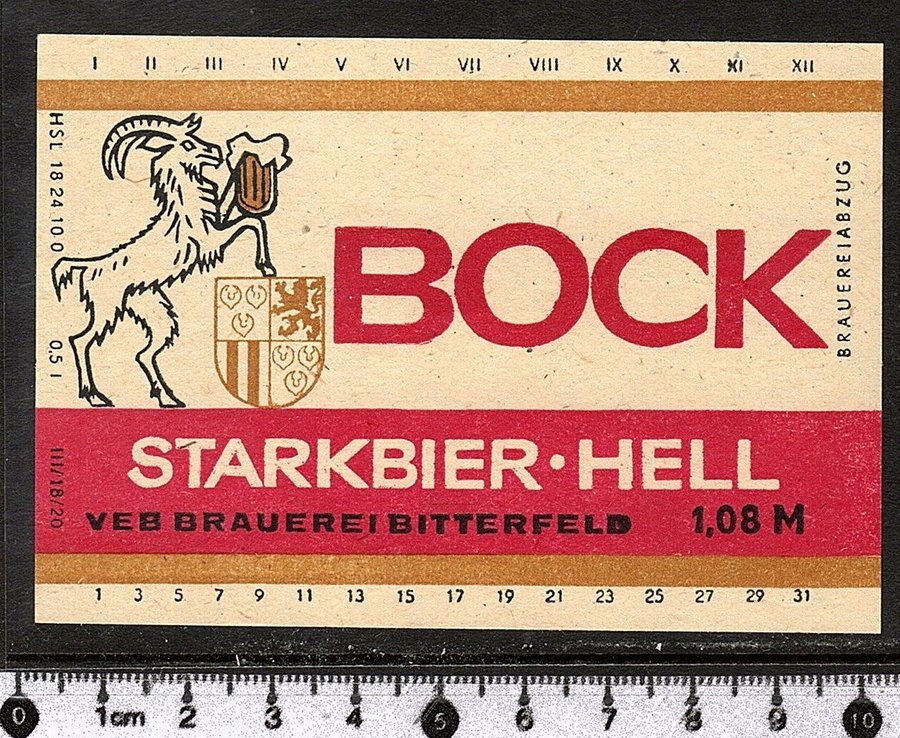 I II III IV V VI VII VIII IX X XI XII
HSL 18 24 10 0
0,5 l
III/18/20
BOCK
BRAUEREIABZUG
STARKBIER·HELL
VEB BRAUEREI BITTERFELD 1,08 M
1 3 5 7 9 11 13 15 17 19 21 23 25 27 29 31
0 1cm 2 3 4 5 6 7 8 9 10